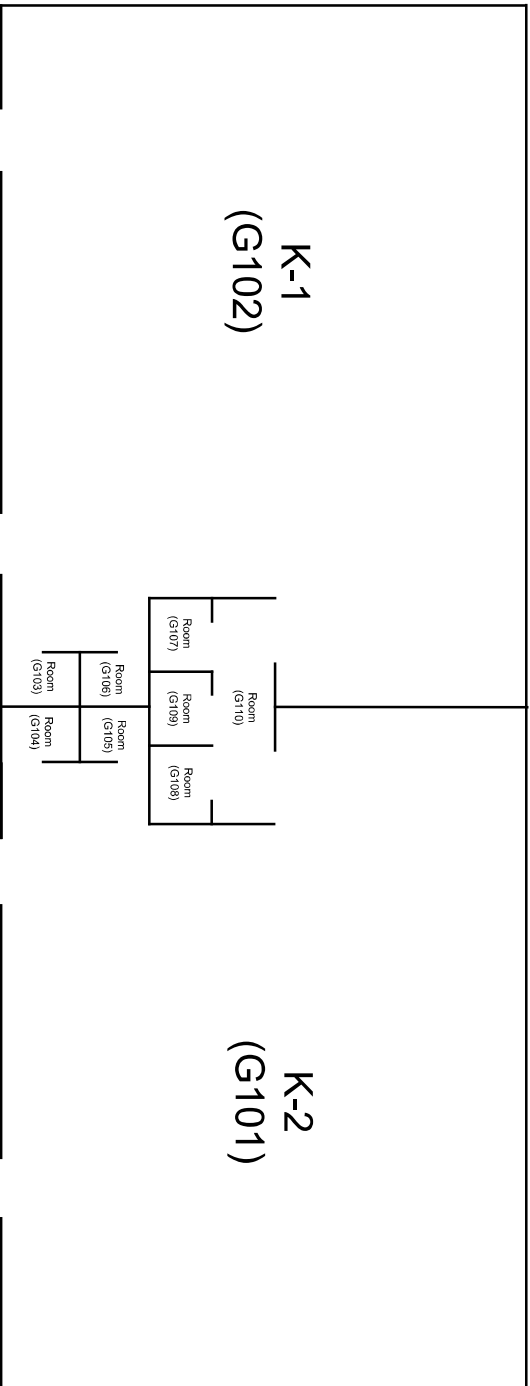 K-1
(G102)
Room
(G107)
Room
(G110)
Room
(G103)
Room
(G106)
Room
(G109)
Room
(G104)
Room
(G105)
Room
(G108)
K-2
(G101)